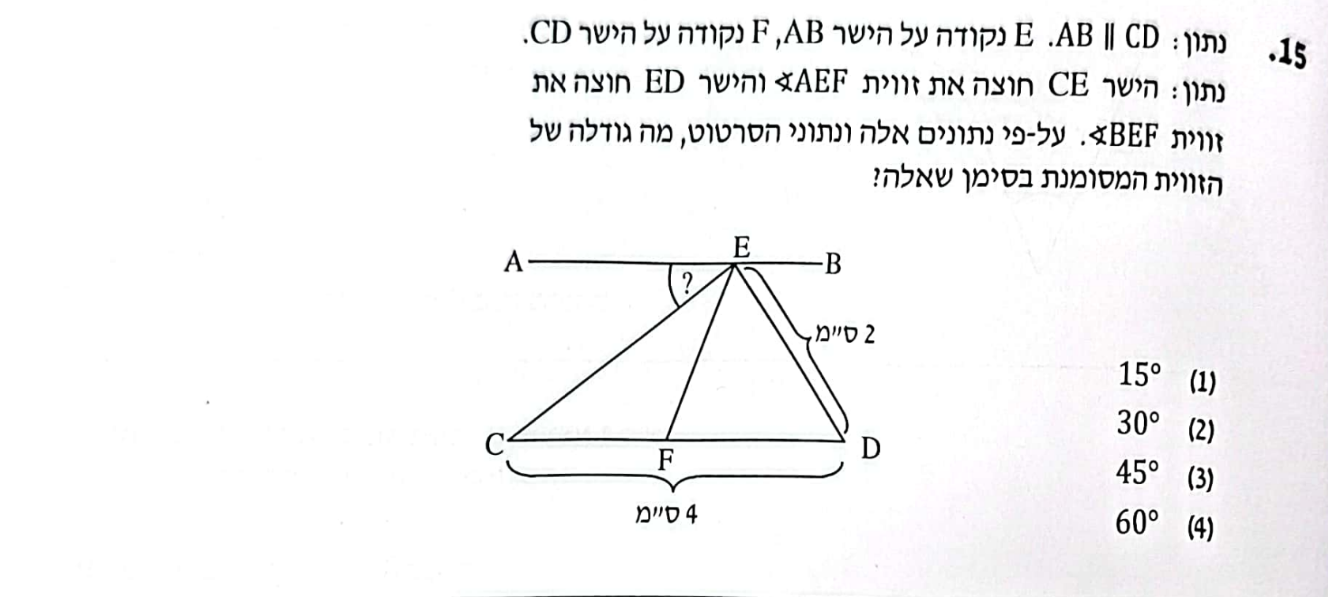 15. נתון: AB ∥ CD. E נקודה על הישר AB, F נקודה על הישר CD.
נתון: הישר CE חוצה את זווית ∢AEF והישר ED חוצה את
זווית ∢BEF. על-פי נתונים אלה ונתוני הסרטוט, מה גודלה של
הזווית המסומנת בסימן שאלה?
A E B
?
2 ס״מ
C F D
4 ס״מ
(1) 15°
(2) 30°
(3) 45°
(4) 60°